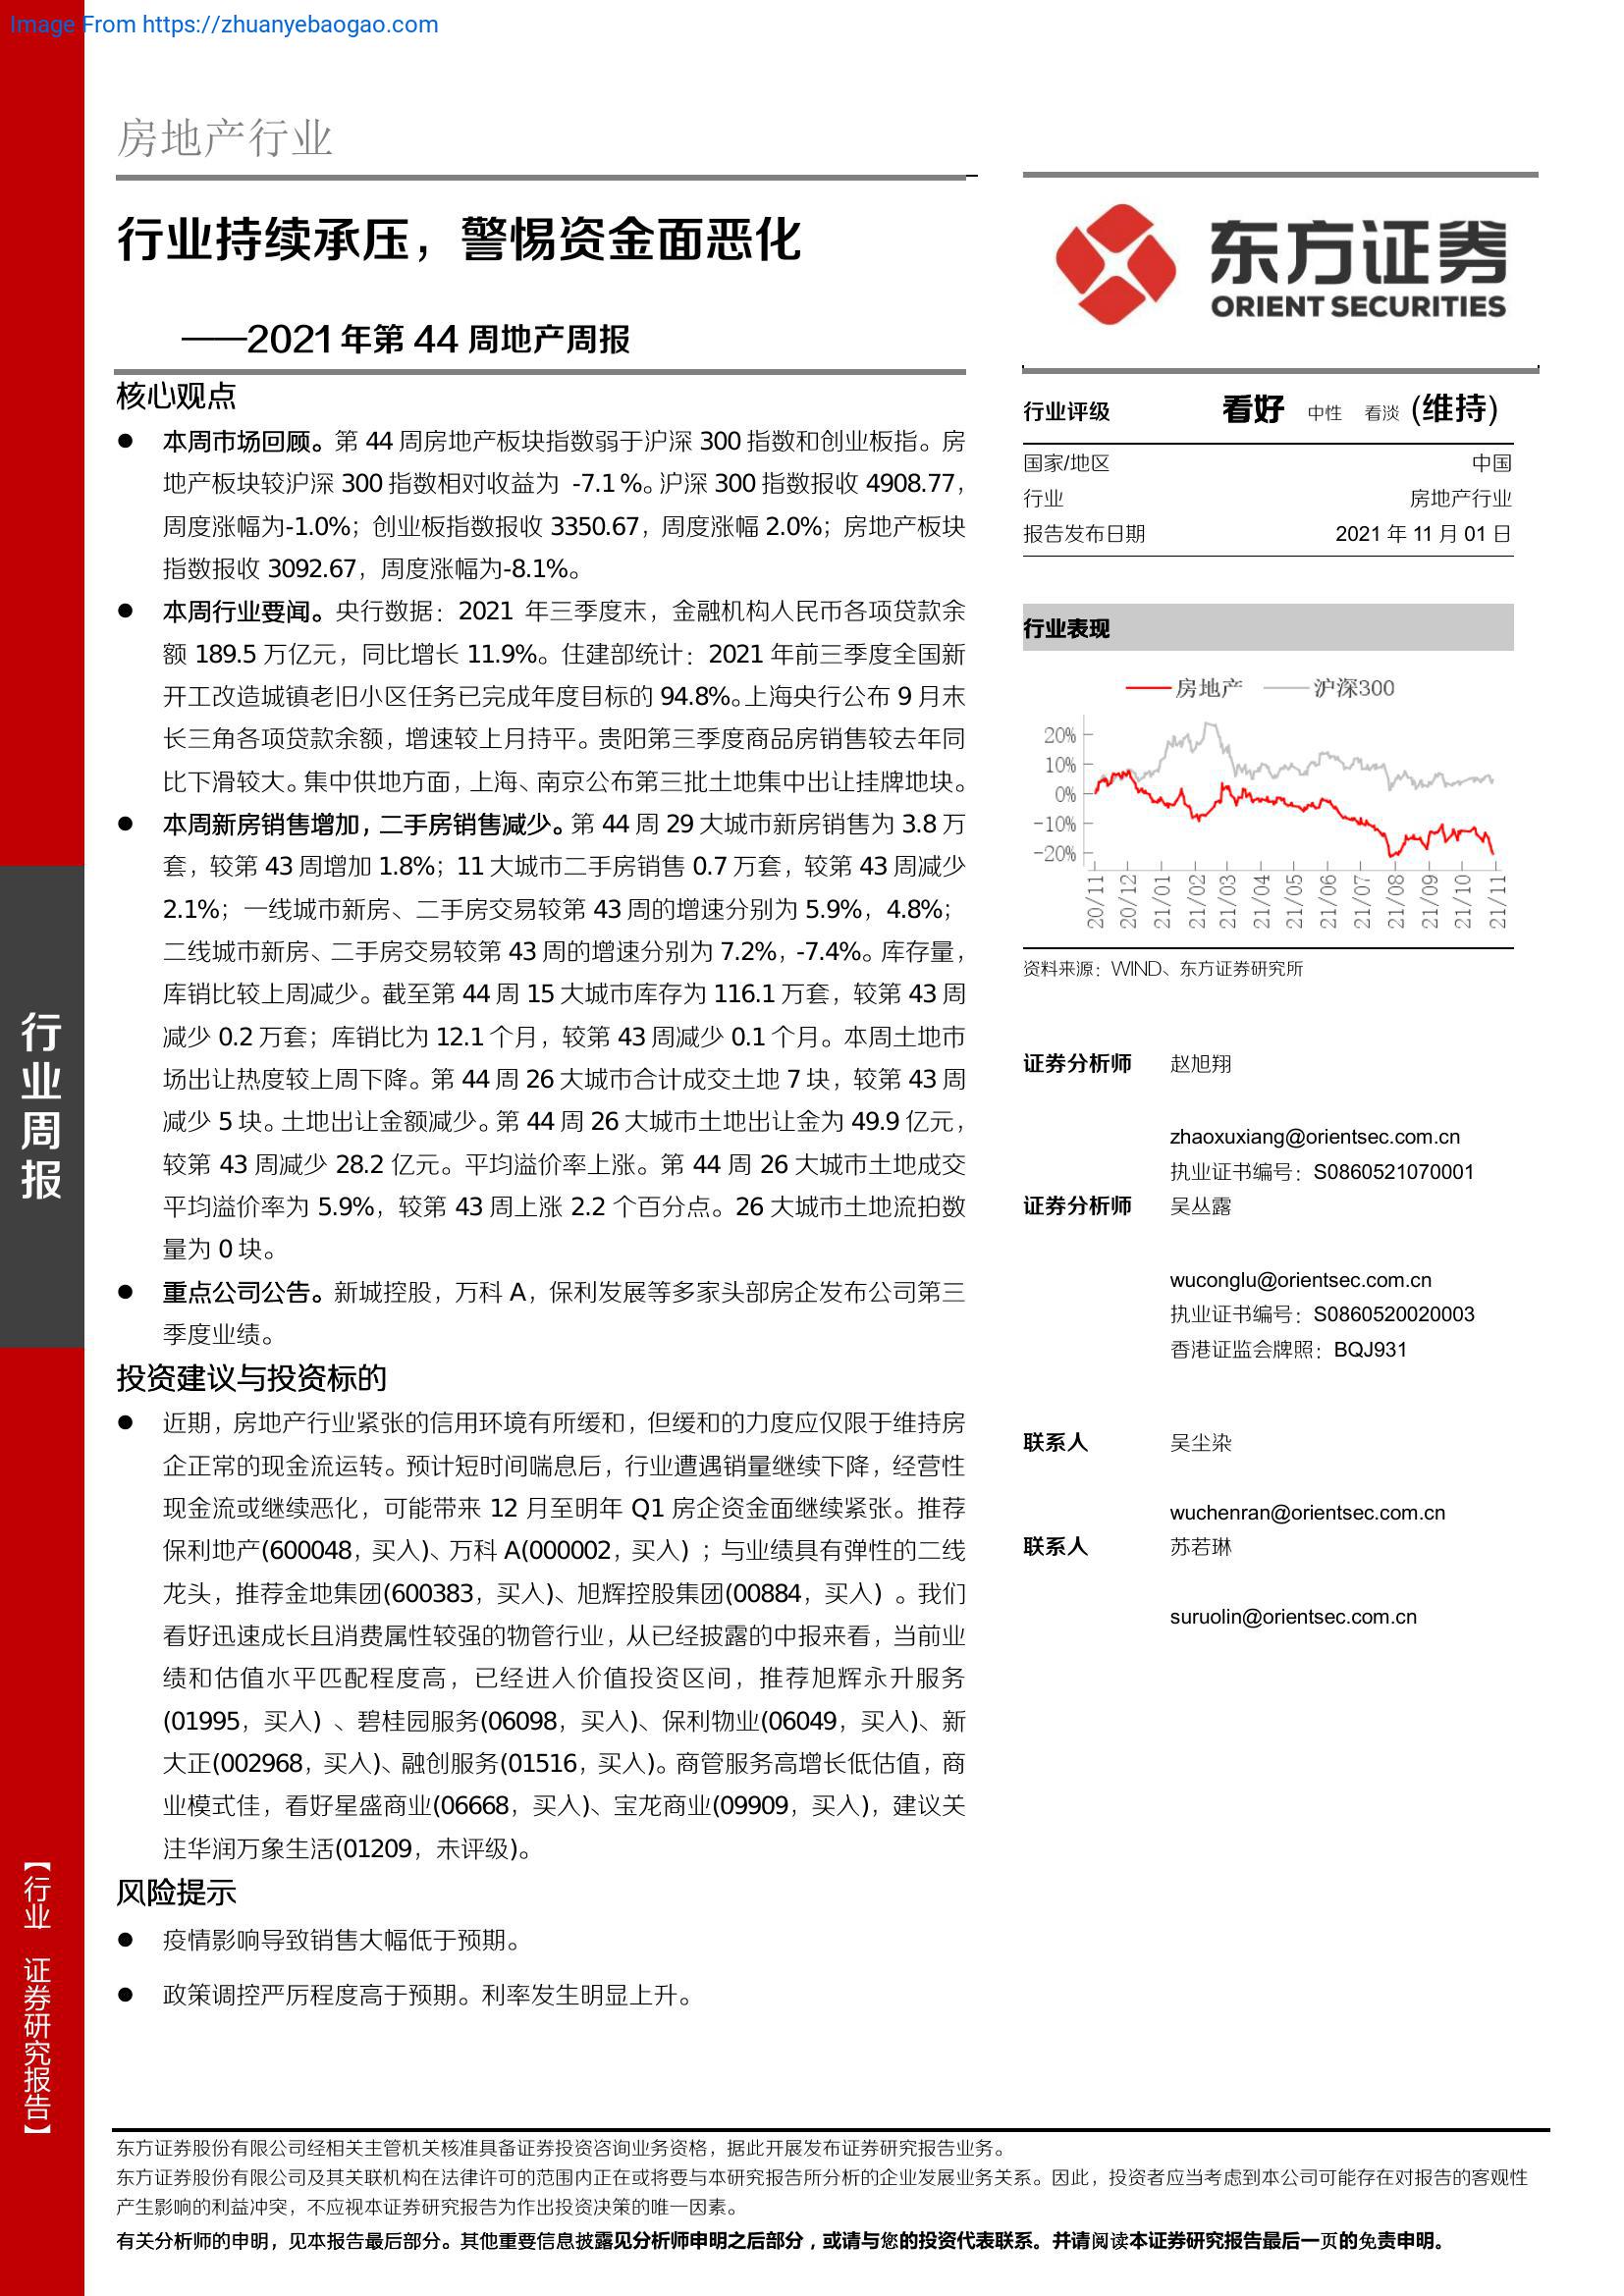 Image From https://zhuanyebaogao.com
房地产行业
行业持续承压，警惕资金面恶化
——2021年第 44 周地产周报
核心观点
● 本周市场回顾。第 44 周房地产板块指数弱于沪深 300 指数和创业板指。房
地产板块较沪深 300 指数相对收益为 -7.1%。沪深 300 指数报收 4908.77，
周度涨幅为-1.0%；创业板指数报收 3350.67，周度涨幅 2.0%；房地产板块
指数报收 3092.67，周度涨幅为-8.1%。
● 本周行业要闻。央行数据：2021 年三季度末，金融机构人民币各项贷款余
额 189.5 万亿元，同比增长 11.9%。住建部统计：2021 年前三季度全国新
开工改造城镇老旧小区任务已完成年度目标的 94.8%。上海央行公布 9 月末
长三角各项贷款余额，增速较上月持平。贵阳第三季度商品房销售较去年同
比下滑较大。集中供地方面，上海、南京公布第三批土地集中出让挂牌地块。
● 本周新房销售增加，二手房销售减少。第 44 周 29 大城市新房销售为 3.8 万
套，较第 43 周增加 1.8%；11 大城市二手房销售 0.7 万套，较第 43 周减少
2.1%；一线城市新房、二手房交易较第 43 周的增速分别为 5.9%，4.8%；
二线城市新房、二手房交易较第 43 周的增速分别为 7.2%，-7.4%。库存量，
库销比较上周减少。截至第 44 周 15 大城市库存为 116.1 万套，较第 43 周
减少 0.2 万套；库销比为 12.1 个月，较第 43 周减少 0.1 个月。本周土地市
场出让热度较上周下降。第 44 周 26 大城市合计成交土地 7 块，较第 43 周
减少 5 块。土地出让金额减少。第 44 周 26 大城市土地出让金为 49.9 亿元，
较第 43 周减少 28.2 亿元。平均溢价率上涨。第 44 周 26 大城市土地成交
平均溢价率为 5.9%，较第 43 周上涨 2.2 个百分点。26 大城市土地流拍数
量为 0 块。
● 重点公司公告。新城控股，万科 A，保利发展等多家头部房企发布公司第三
季度业绩。
投资建议与投资标的
● 近期，房地产行业紧张的信用环境有所缓和，但缓和的力度应仅限于维持房
企正常的现金流运转。预计短时间喘息后，行业遭遇销量继续下降，经营性
现金流或继续恶化，可能带来 12 月至明年 Q1 房企资金面继续紧张。推荐
保利地产(600048，买入)、万科 A(000002，买入) ；与业绩具有弹性的二线
龙头，推荐金地集团(600383，买入)、旭辉控股集团(00884，买入) 。我们
看好迅速成长且消费属性较强的物管行业，从已经披露的中报来看，当前业
绩和估值水平匹配程度高，已经进入价值投资区间，推荐旭辉永升服务
(01995，买入) 、碧桂园服务(06098，买入)、保利物业(06049，买入)、新
大正(002968，买入)、融创服务(01516，买入)。商管服务高增长低估值，商
业模式佳，看好星盛商业(06668，买入)、宝龙商业(09909，买入)，建议关
注华润万象生活(01209，未评级)。
风险提示
● 疫情影响导致销售大幅低于预期。
● 政策调控严厉程度高于预期。利率发生明显上升。
东方证券
ORIENT SECURITIES
行业评级 看好 中性 看淡 (维持)
国家/地区 中国
行业 房地产行业
报告发布日期 2021 年 11 月 01 日
行业表现
房地产 沪深300
20%
10%
0%
-10%
-20%
20/11 20/12 21/01 21/02 21/03 21/04 21/05 21/06 21/07 21/08 21/09 21/10 21/11
资料来源：WIND、东方证券研究所
证券分析师 赵旭翔
zhaoxuxiang@orientsec.com.cn
执业证书编号：S0860521070001
证券分析师 吴丛露
wuconglu@orientsec.com.cn
执业证书编号：S0860520020003
香港证监会牌照：BQJ931
联系人 吴尘染
wuchenran@orientsec.com.cn
联系人 苏若琳
suruolin@orientsec.com.cn
行业周报
【行业 证券研究报告】
东方证券股份有限公司经相关主管机关核准具备证券投资咨询业务资格，据此开展发布证券研究报告业务。
东方证券股份有限公司及其关联机构在法律许可的范围内正在或将要与本研究报告所分析的企业发展业务关系。因此，投资者应当考虑到本公司可能存在对报告的客观性
产生影响的利益冲突，不应视本证券研究报告为作出投资决策的唯一因素。
有关分析师的申明，见本报告最后部分。其他重要信息披露见分析师申明之后部分，或请与您的投资代表联系。并请阅读本证券研究报告最后一页的免责申明。